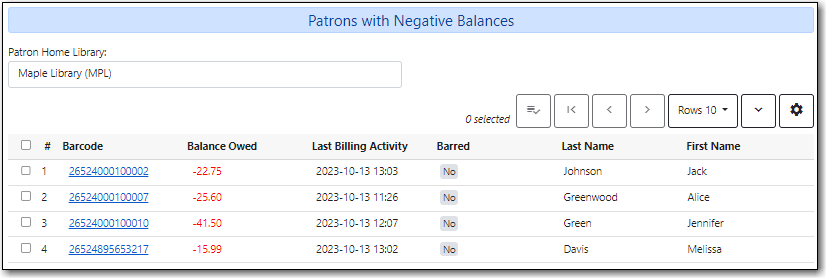 Patrons with Negative Balances
Patron Home Library:
Maple Library (MPL)
0 selected Rows 10
# Barcode Balance Owed Last Billing Activity Barred Last Name First Name
1 26524000100002 -22.75 2023-10-13 13:03 No Johnson Jack
2 26524000100007 -25.60 2023-10-13 11:26 No Greenwood Alice
3 26524000100010 -41.50 2023-10-13 12:07 No Green Jennifer
4 26524895653217 -15.99 2023-10-13 13:02 No Davis Melissa